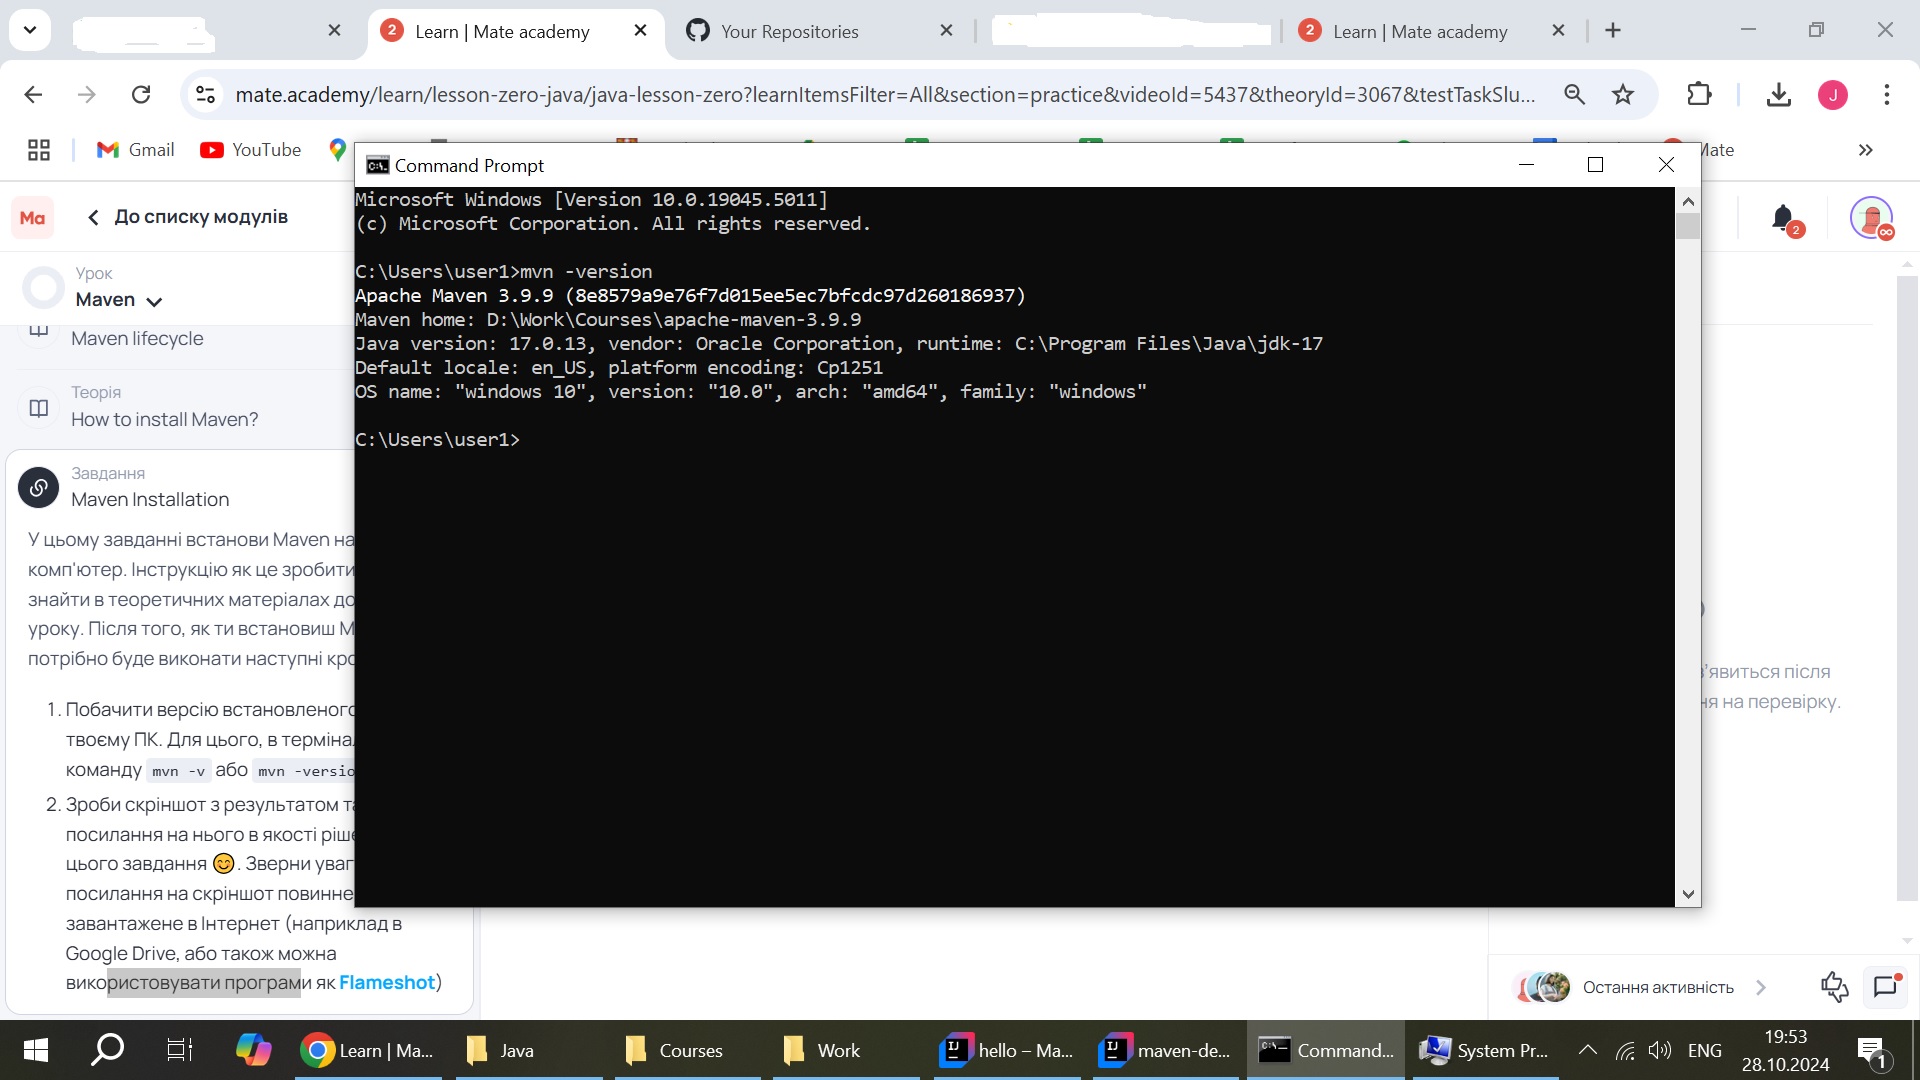 Learn | Mate academy
Your Repositories
Learn | Mate academy
mate.academy/learn/lesson-zero-java/java-lesson-zero?learnItemsFilter=All&section=practice&videoId=5437&theoryId=3067&testTaskSlu...
J
Gmail
YouTube
Mate
Command Prompt
Microsoft Windows [Version 10.0.19045.5011]
(c) Microsoft Corporation. All rights reserved.
C:\Users\user1>mvn -version
Apache Maven 3.9.9 (8e8579a9e76f7d015ee5ec7bfcdc97d260186937)
Maven home: D:\Work\Courses\apache-maven-3.9.9
Java version: 17.0.13, vendor: Oracle Corporation, runtime: C:\Program Files\Java\jdk-17
Default locale: en_US, platform encoding: Cp1251
OS name: "windows 10", version: "10.0", arch: "amd64", family: "windows"
C:\Users\user1>
Ma
До списку модулів
2
Урок
Maven
Maven lifecycle
Теорія
How to install Maven?
Завдання
Maven Installation
У цьому завданні встанови Maven на
комп'ютер. Інструкцію як це зробити
знайти в теоретичних матеріалах до
уроку. Після того, як ти встановиш
потрібно буде виконати наступні
1. Побачити версію встановленого
твоєму ПК. Для цього, в
команду mvn -v або mvn
2. Зроби скріншот з результатом
посилання на нього в якості
цього завдання 😊. Зверни
посилання на скріншот повинне
завантажене в Інтернет (наприклад в
Google Drive, або також можна
використовувати програми як Flameshot)
після
на перевірку.
Остання активність
Learn | Ma...
Java
Courses
Work
hello – Ma...
maven-de...
Command...
System Pr...
ENG
19:53
28.10.2024
1